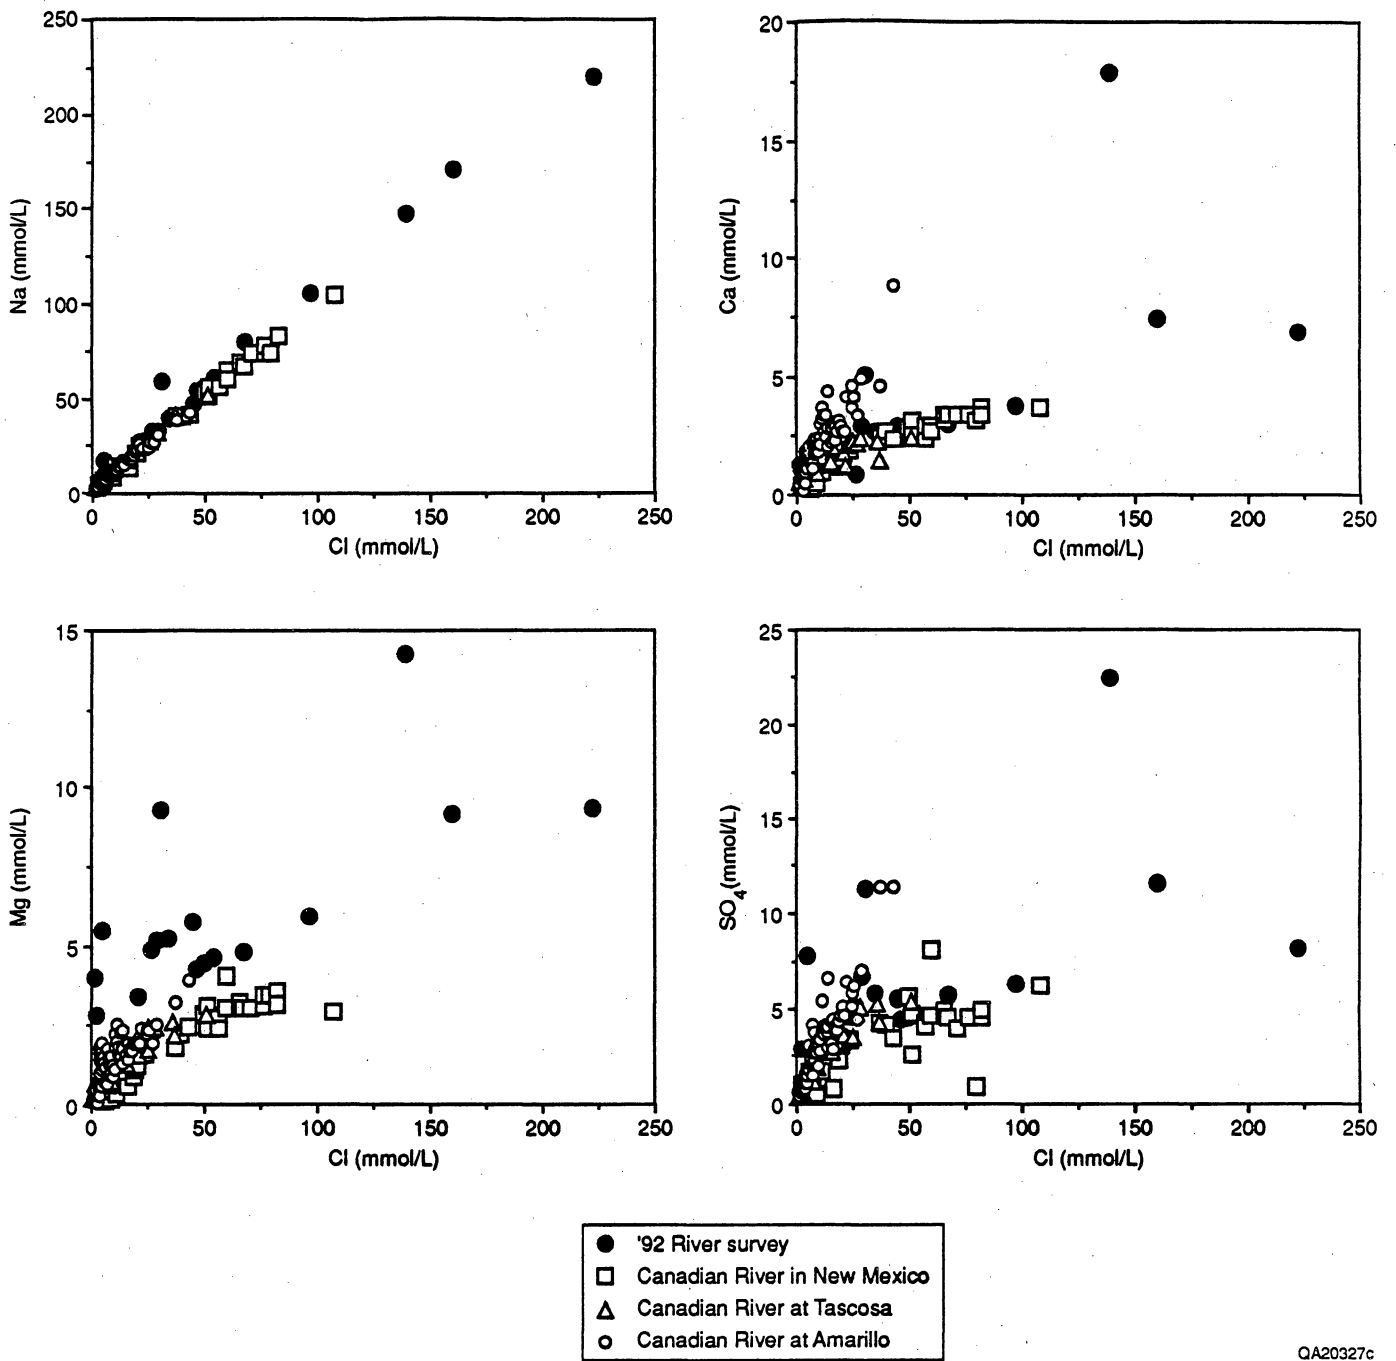 250
200
150
100
50
0
Na (mmol/L)
0 50 100 150 200 250
Cl (mmol/L)
20
15
10
5
0
Ca (mmol/L)
0 50 100 150 200 250
Cl (mmol/L)
15
10
5
0
Mg (mmol/L)
0 50 100 150 200 250
Cl (mmol/L)
25
20
15
10
5
0
SO4 (mmol/L)
0 50 100 150 200 250
Cl (mmol/L)
'92 River survey
Canadian River in New Mexico
Canadian River at Tascosa
Canadian River at Amarillo
QA20327c